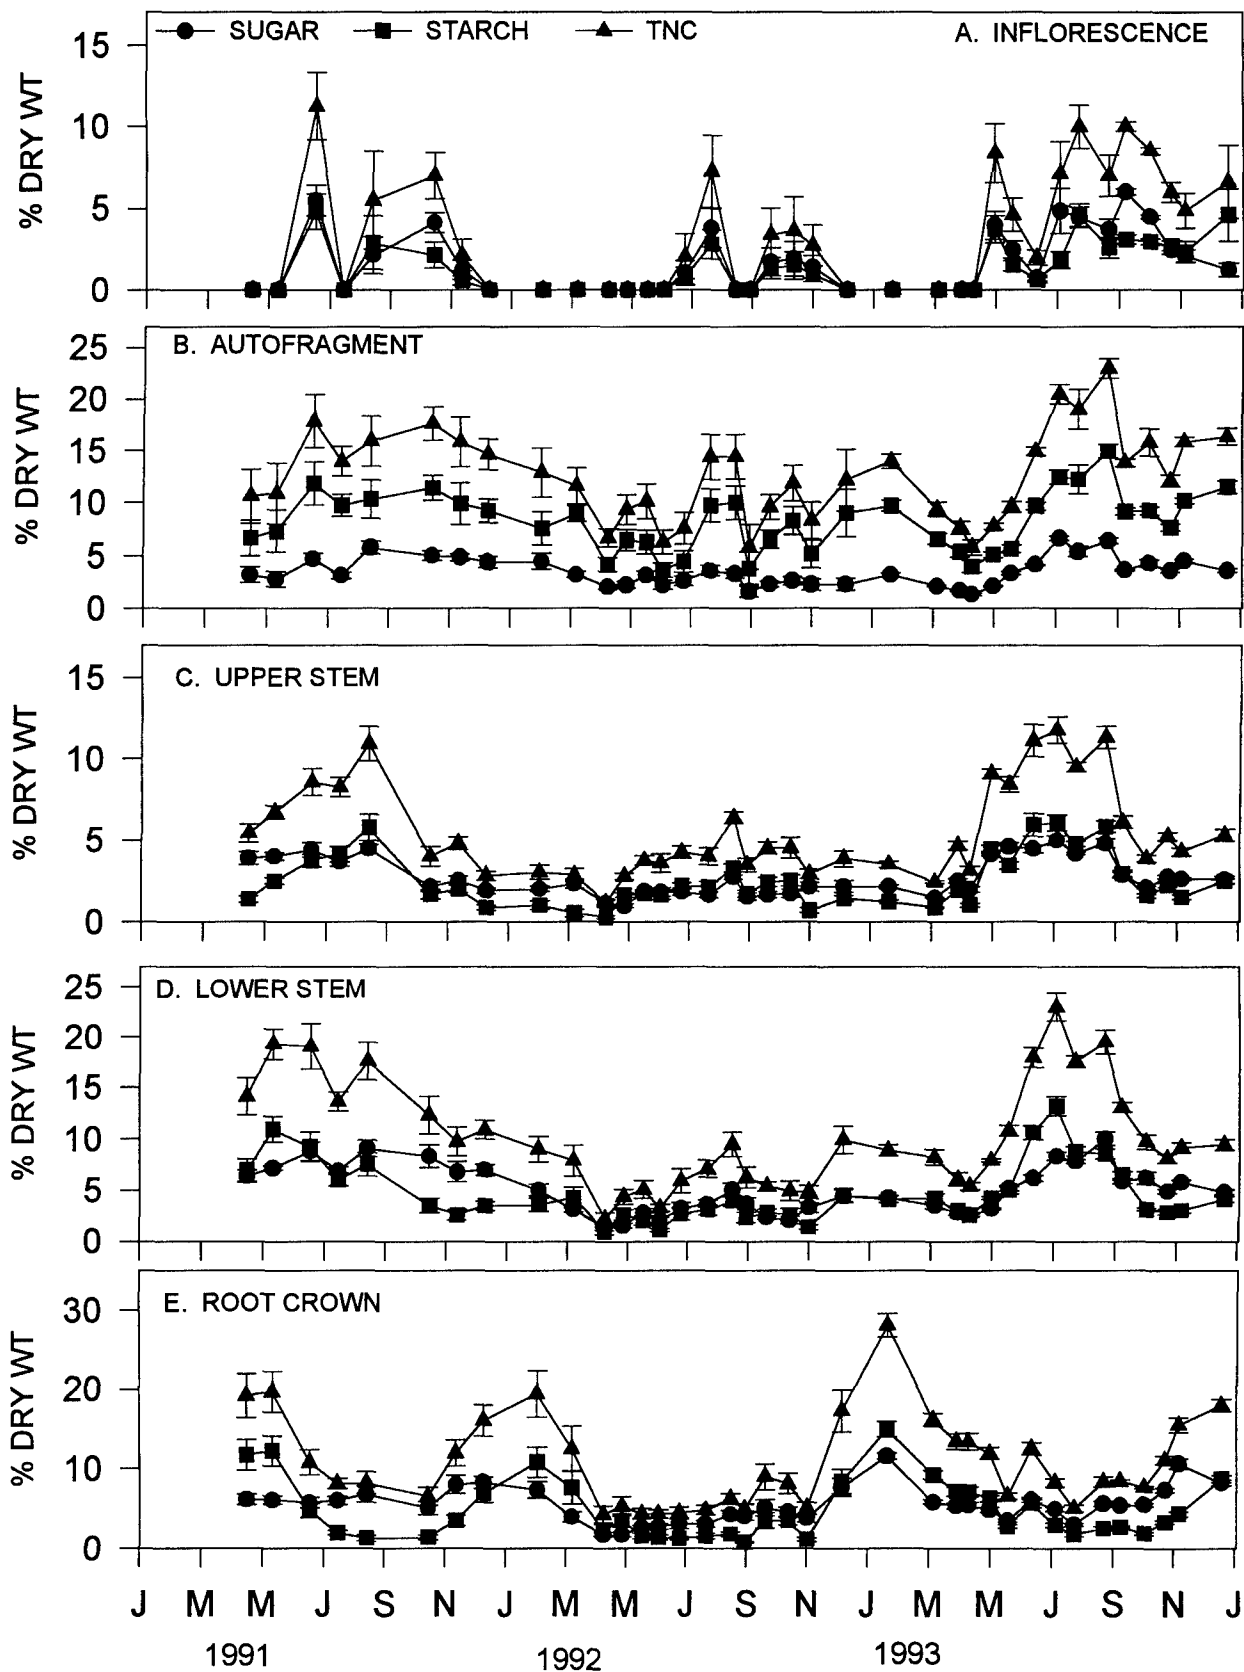 SUGAR STARCH TNC A. INFLORESCENCE
15
10
5
0
% DRY WT
B. AUTOFRAGMENT
25
20
15
10
5
0
% DRY WT
C. UPPER STEM
15
10
5
0
% DRY WT
D. LOWER STEM
25
20
15
10
5
0
% DRY WT
E. ROOT CROWN
30
20
10
0
% DRY WT
J M M J S N J M M J S N J M M J S N J
1991 1992 1993